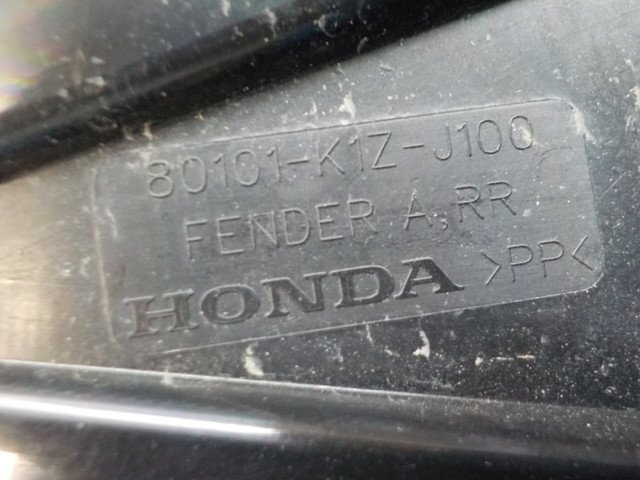 80101-K1Z-J100
FENDER A,RR
HONDA >PP<